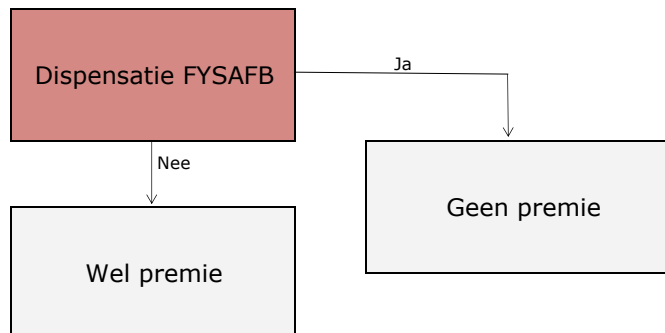 Dispensatie FYSAFB
Ja
Nee
Geen premie
Wel premie